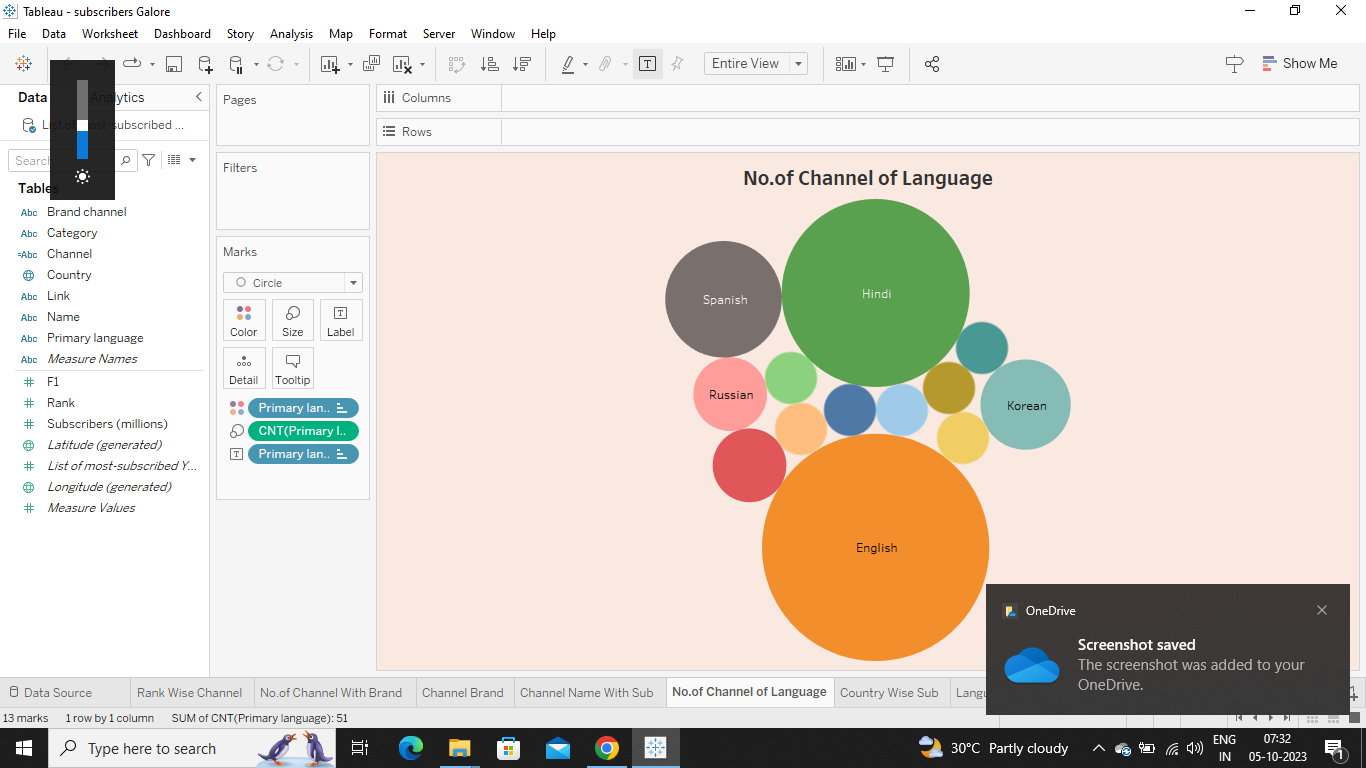 Tableau - subscribers Galore
File Data Worksheet Dashboard Story Analysis Map Format Server Window Help
Entire View
Show Me
Data Analytics
Pages
Columns
Rows
Filters
Tables
Abc Brand channel
Abc Category
=Abc Channel
Country
Abc Link
Abc Name
Abc Primary language
Abc Measure Names
F1
Rank
Subscribers (millions)
Latitude (generated)
List of most-subscribed Y...
Longitude (generated)
Measure Values
Marks
Circle
Color Size Label
Detail Tooltip
Primary lan..
CNT(Primary l..
Primary lan..
No.of Channel of Language
Spanish
Hindi
Russian
Korean
English
OneDrive
Screenshot saved
The screenshot was added to your
OneDrive.
Data Source Rank Wise Channel No.of Channel With Brand Channel Brand Channel Name With Sub No.of Channel of Language Country Wise Sub
13 marks 1 row by 1 column SUM of CNT(Primary language): 51
Type here to search
30°C Partly cloudy
ENG
IN
07:32
05-10-2023
1